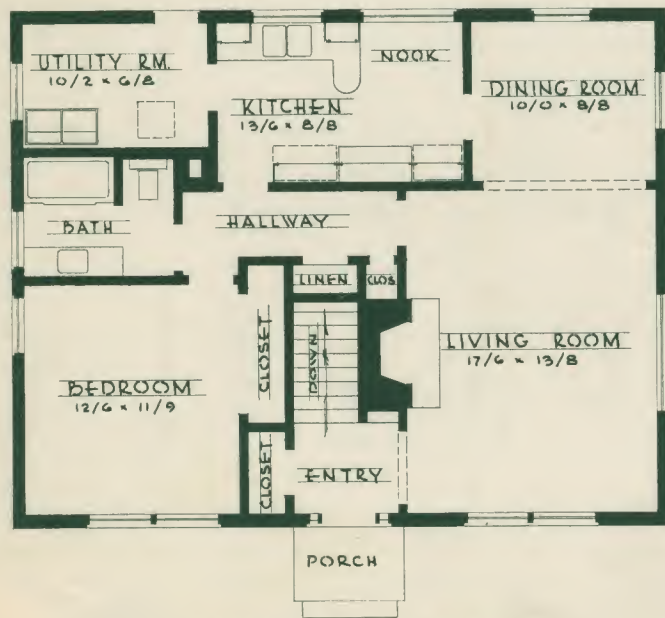 UTILITY RM.
10/2 × 6/8
NOOK
KITCHEN
13/6 × 8/8
DINING ROOM
10/0 × 8/8
BATH
HALLWAY
LINEN
CLOS
CLOSET
DOWN
LIVING ROOM
17/6 × 13/8
BEDROOM
12/6 × 11/9
CLOSET
ENTRY
PORCH